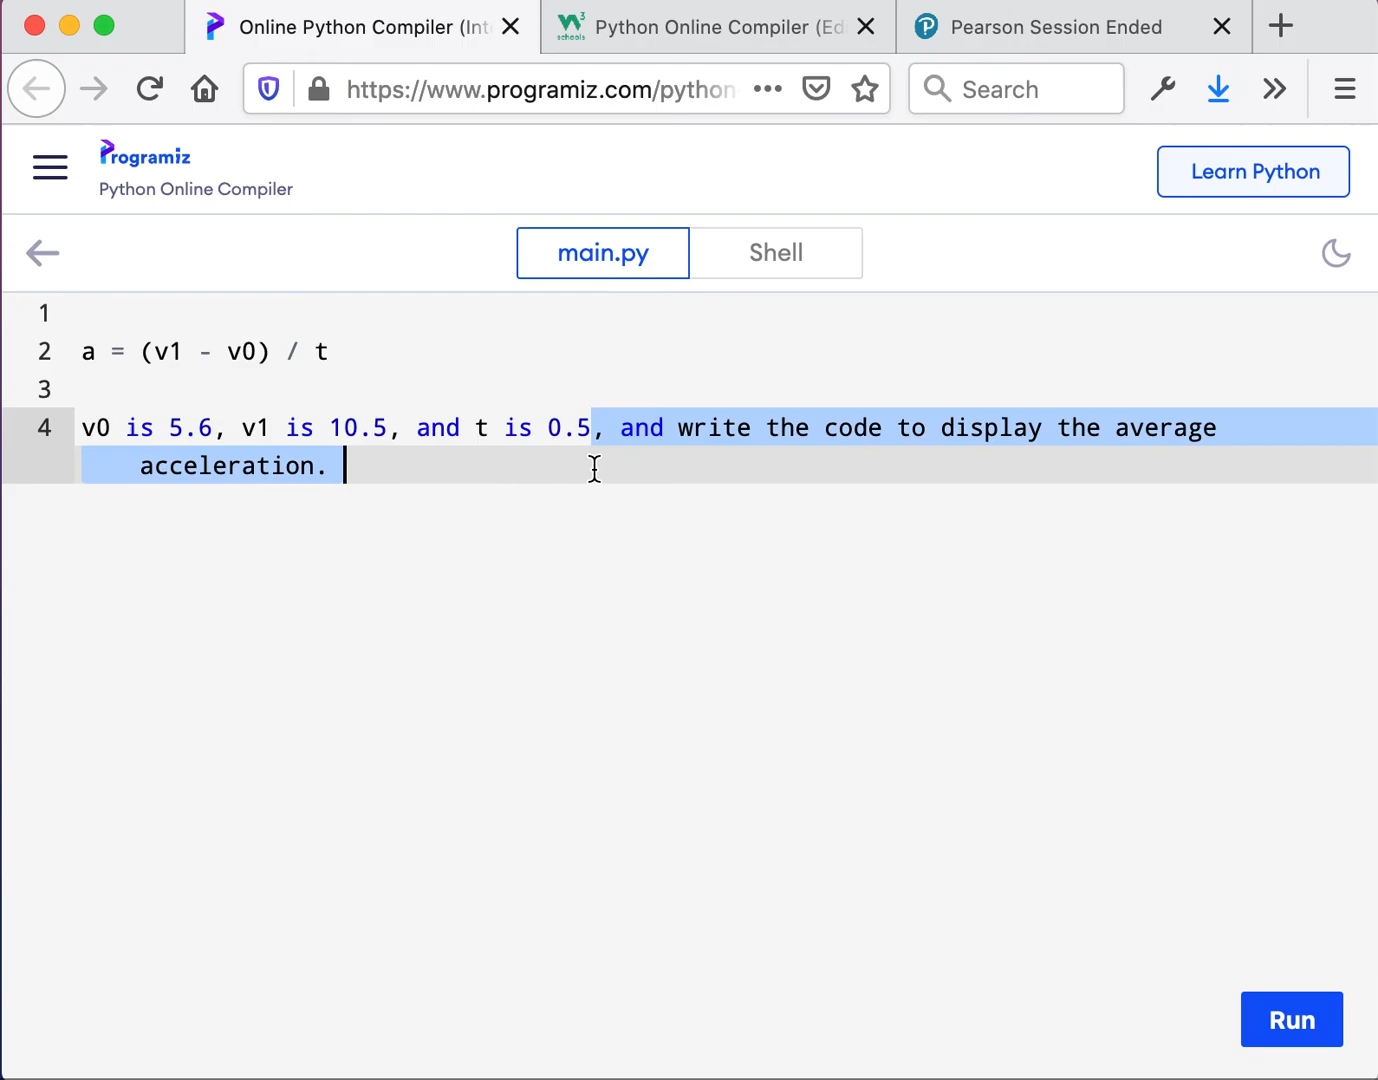 Online Python Compiler (Int
Python Online Compiler (Ed
Pearson Session Ended
https://www.programiz.com/python
Search
Programiz
Python Online Compiler
Learn Python
main.py
Shell
1
2 a = (v1 - v0) / t
3
4 v0 is 5.6, v1 is 10.5, and t is 0.5, and write the code to display the average
acceleration.
Run